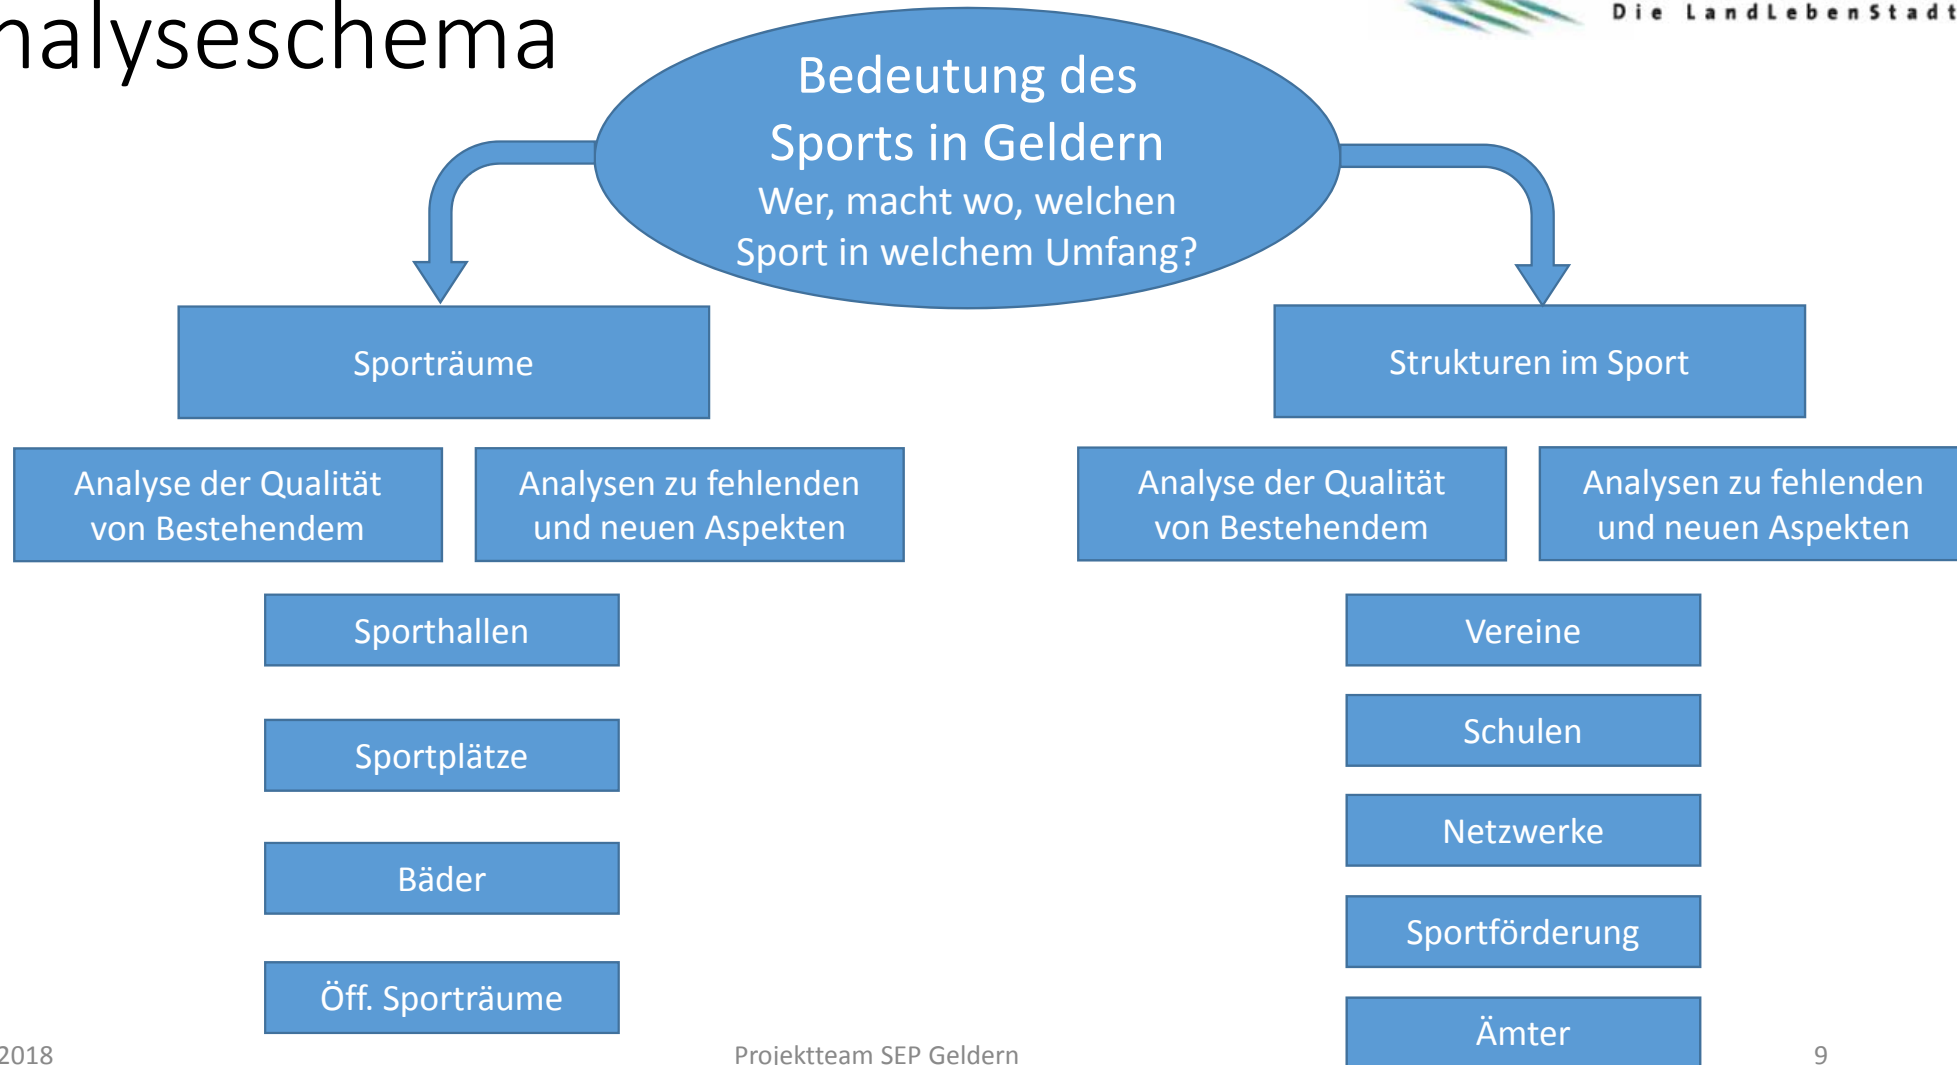 nalyseschema
Die LandLebenStadt
Bedeutung des
Sports in Geldern
Wer, macht wo, welchen
Sport in welchem Umfang?
Sporträume
Strukturen im Sport
Analyse der Qualität
von Bestehendem
Analysen zu fehlenden
und neuen Aspekten
Analyse der Qualität
von Bestehendem
Analysen zu fehlenden
und neuen Aspekten
Sporthallen
Sportplätze
Bäder
Öff. Sporträume
Vereine
Schulen
Netzwerke
Sportförderung
Ämter
2018
Projektteam SEP Geldern
9